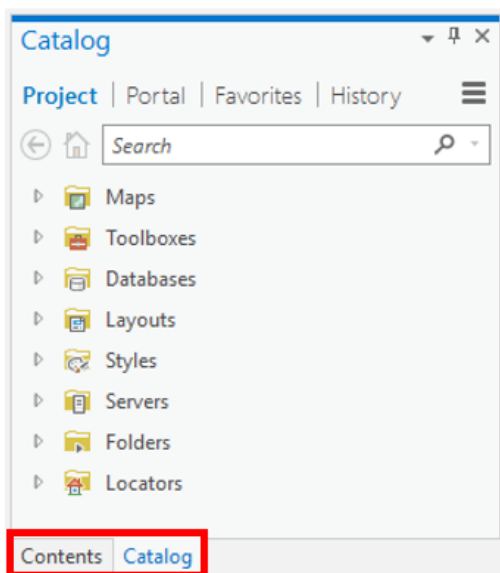 Catalog
Project | Portal | Favorites | History
Search
Maps
Toolboxes
Databases
Layouts
Styles
Servers
Folders
Locators
Contents Catalog